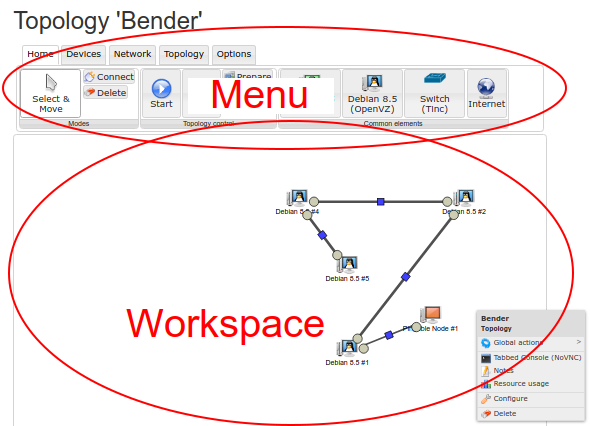 Topology 'Bender'
Home Devices Network Topology Options
Connect Prepare
Delete
Menu
Select & Move Start Debian 8.5 (OpenVZ) Switch (Tinc) Internet
Modes Topology control Common elements
Debian 8.5 #4 Debian 8.5 #2
Debian 8.5 #5
Workspace
Node #1
Debian 8.5 #1
Bender
Topology
Global actions >
Tabbed Console (NoVNC)
Notes
Resource usage
Configure
Delete